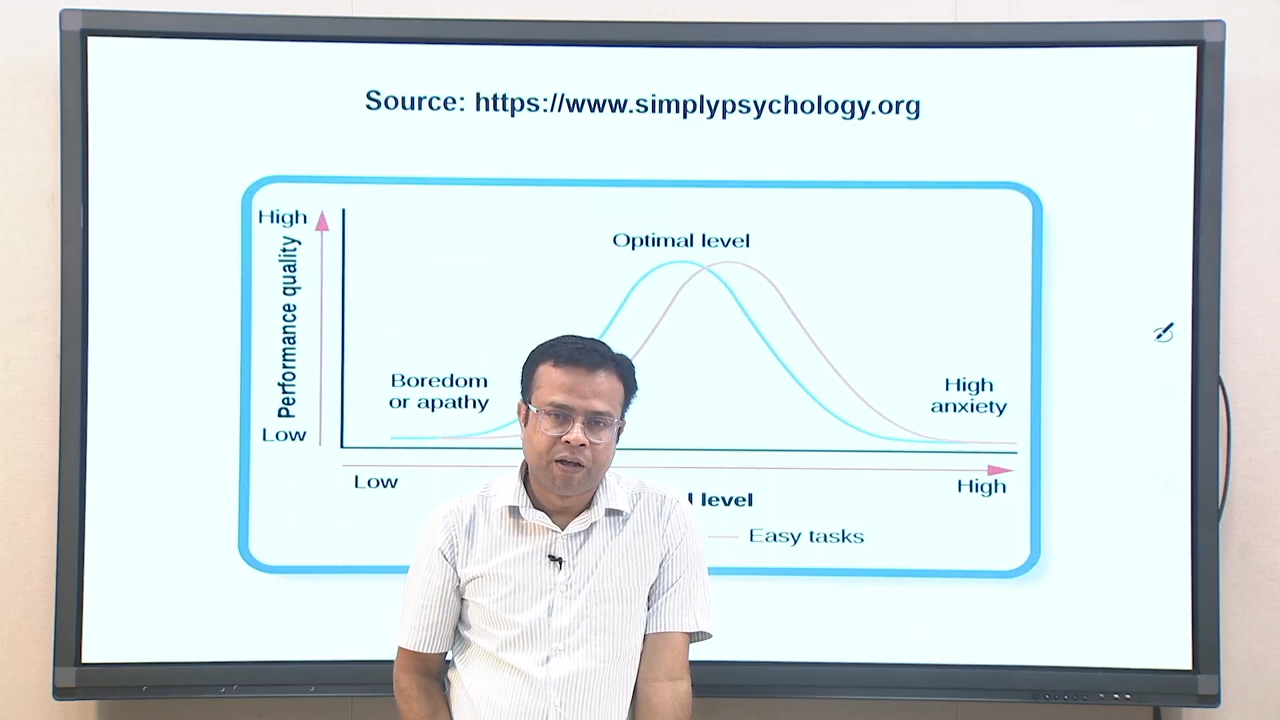 Source: https://www.simplypsychology.org
High
Performance quality
Low
Optimal level
Boredom
or apathy
High
anxiety
Low
High
level
Easy tasks